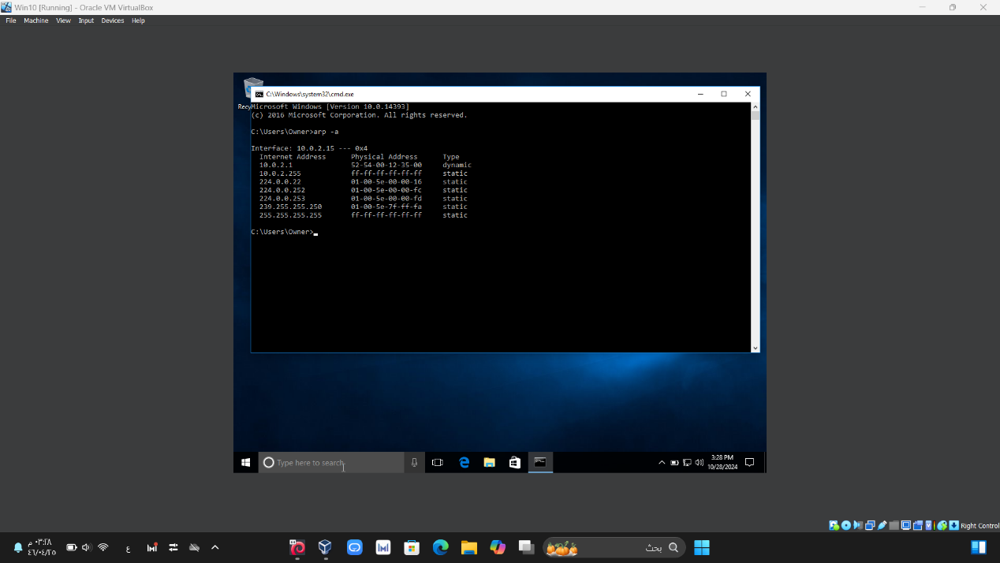 Win10 [Running] - Oracle VM VirtualBox
File Machine View Input Devices Help
C:\Windows\system32\cmd.exe
Recy
Microsoft Windows [Version 10.0.14393]
(c) 2016 Microsoft Corporation. All rights reserved.
C:\Users\Owner>arp -a
Interface: 10.0.2.15 --- 0x4
Internet Address Physical Address Type
10.0.2.1 52-54-00-12-35-00 dynamic
10.0.2.255 ff-ff-ff-ff-ff-ff static
224.0.0.22 01-00-5e-00-00-16 static
224.0.0.252 01-00-5e-00-00-fc static
224.0.0.253 01-00-5e-00-00-fd static
239.255.255.250 01-00-5e-7f-ff-fa static
255.255.255.255 ff-ff-ff-ff-ff-ff static
C:\Users\Owner>
Type here to search
3:28 PM
10/28/2024
Right Control
٠٣:٢٨ م
٤٦/٠٤/٢٥
ع
بحث